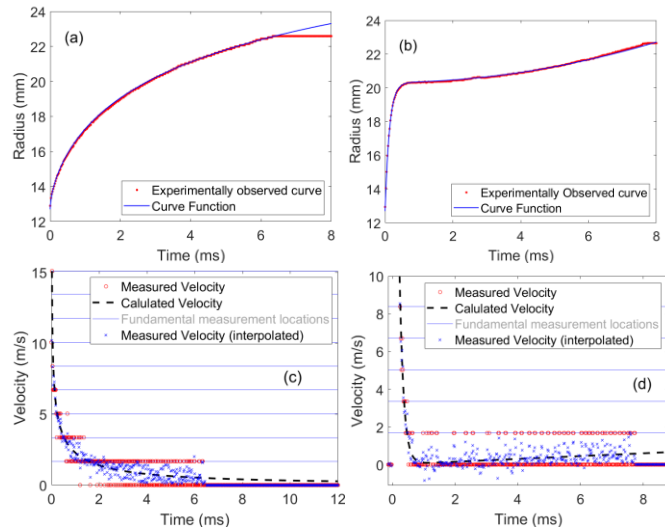 (a)
24
22
20
18
16
14
12
Radius (mm)
Experimentally observed curve
Curve Function
0 2 4 6 8
Time (ms)
(b)
24
22
20
18
16
14
12
Radius (mm)
Experimentally Observed curve
Curve Function
0 2 4 6 8
Time (ms)
15
10
5
0
Velocity (m/s)
Measured Velocity
Calulated Velocity
Fundamental measurement locations
Measured Velocity (interpolated)
(c)
0 2 4 6 8 10 12
Time (ms)
10
8
6
4
2
0
-2
Velocity (m/s)
Measured Velocity
Calulated Velocity
Fundamental measurement locations
Measured Velocity (interpolated)
(d)
0 2 4 6 8
Time (ms)